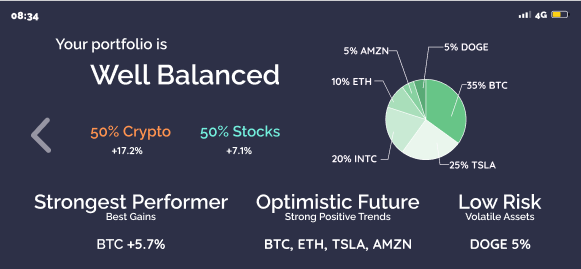 08:34
4G
Your portfolio is
Well Balanced
50% Crypto
+17.2%
50% Stocks
+7.1%
5% AMZN
5% DOGE
10% ETH
35% BTC
20% INTC
25% TSLA
Strongest Performer
Best Gains
BTC +5.7%
Optimistic Future
Strong Positive Trends
BTC, ETH, TSLA, AMZN
Low Risk
Volatile Assets
DOGE 5%